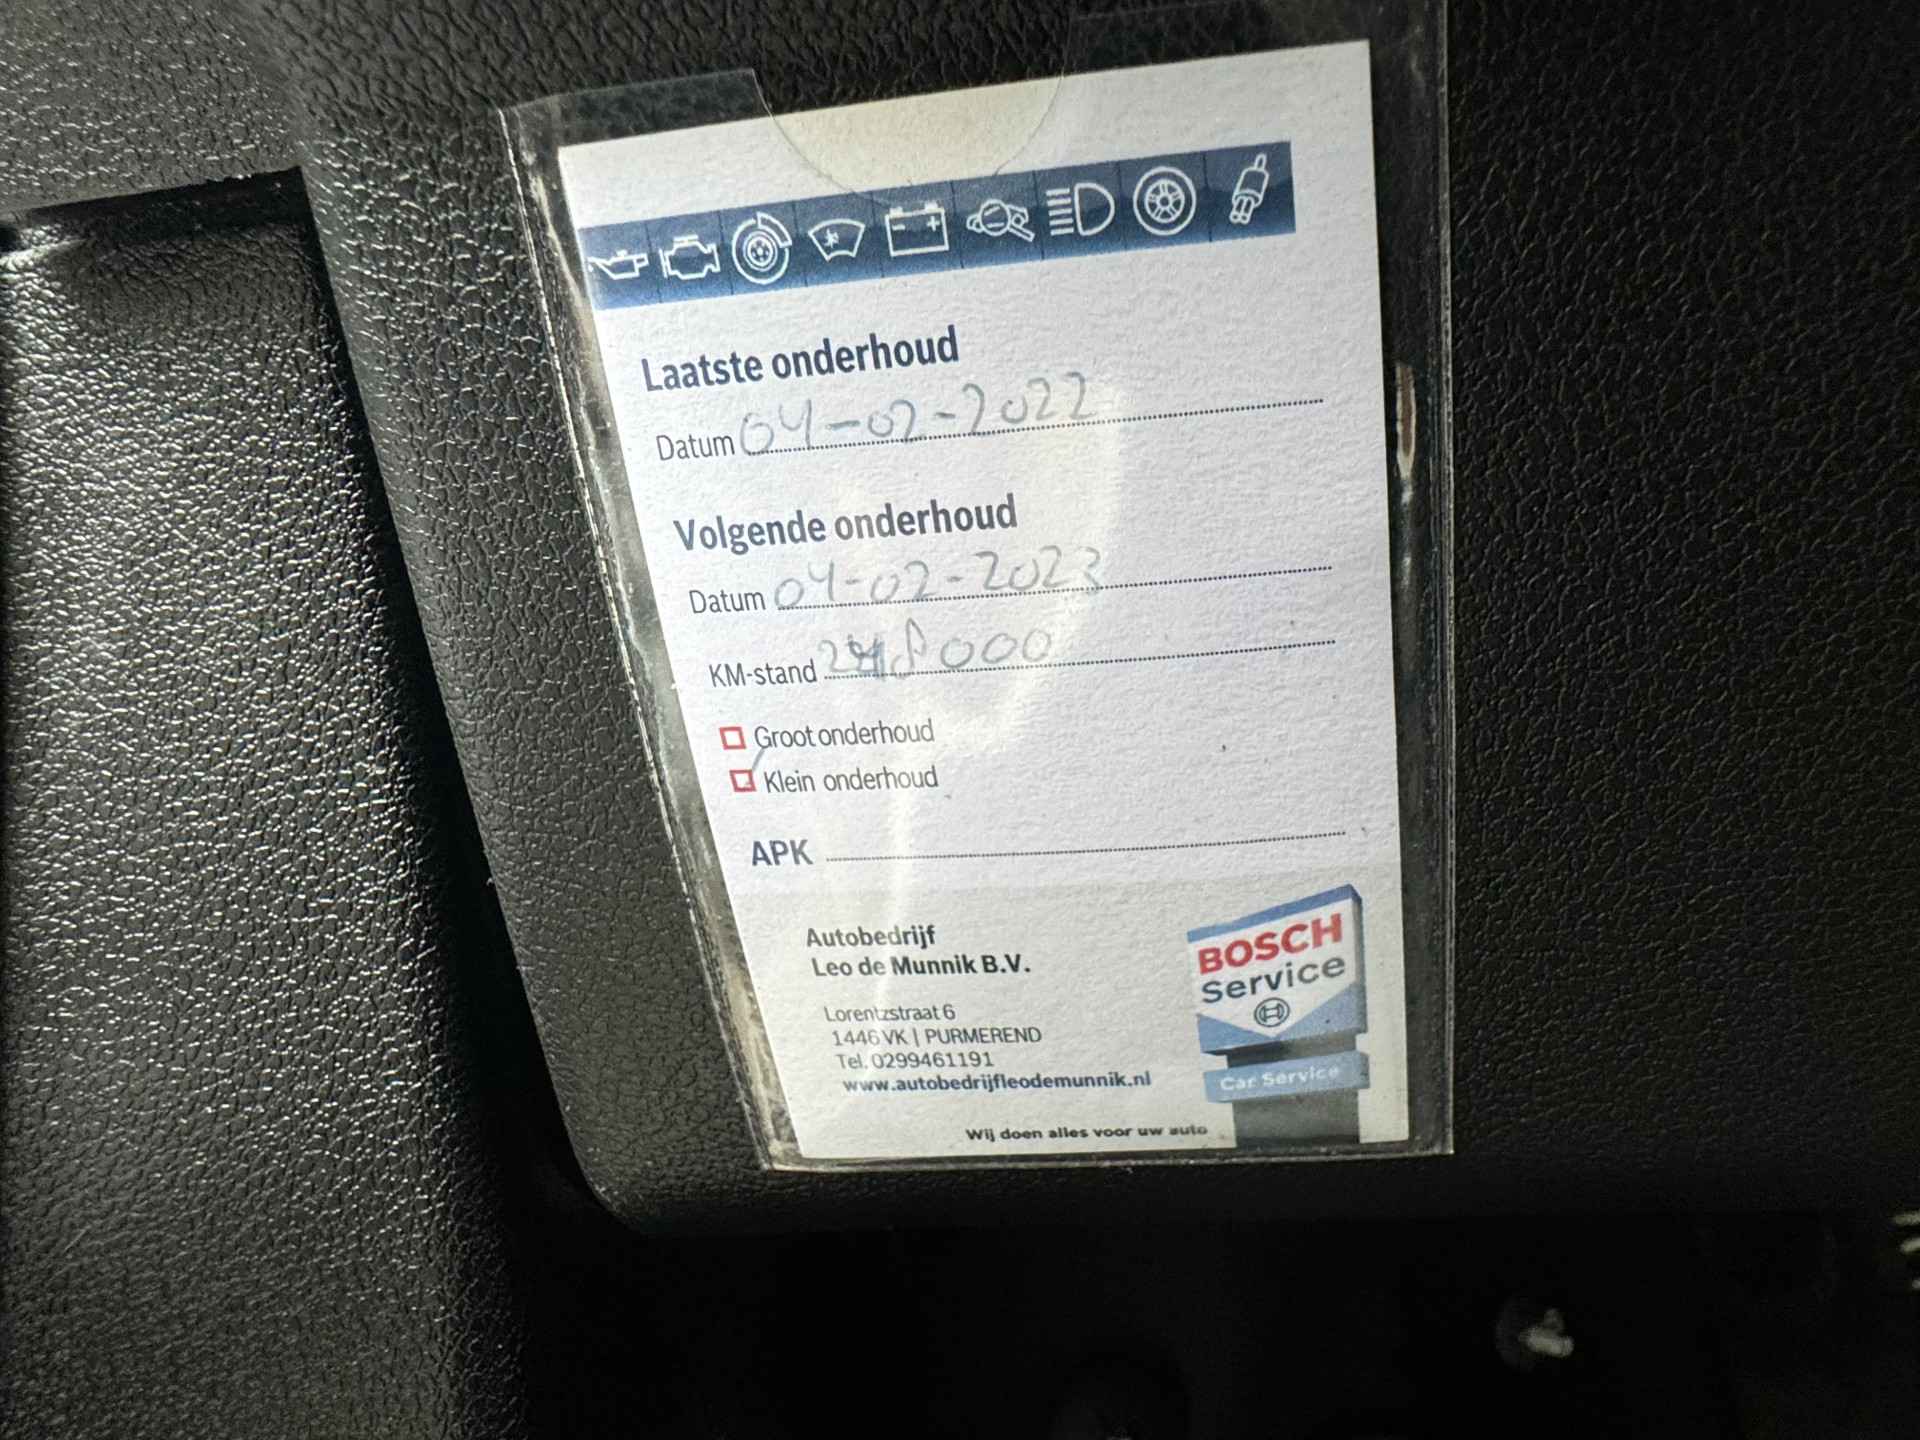 Laatste onderhoud
Datum 04-02-2022
Volgende onderhoud
Datum 04-02-2023
KM-stand
Groot onderhoud
Klein onderhoud
APK
Autobedrijf
Leo de Munnik B.V.
Lorentzstraat 6
1446 VK | PURMEREND
Tel. 0299461191
www.autobedrijfleodemunnik.nl
Wij doen alles voor uw auto
BOSCH
Service
Car Service